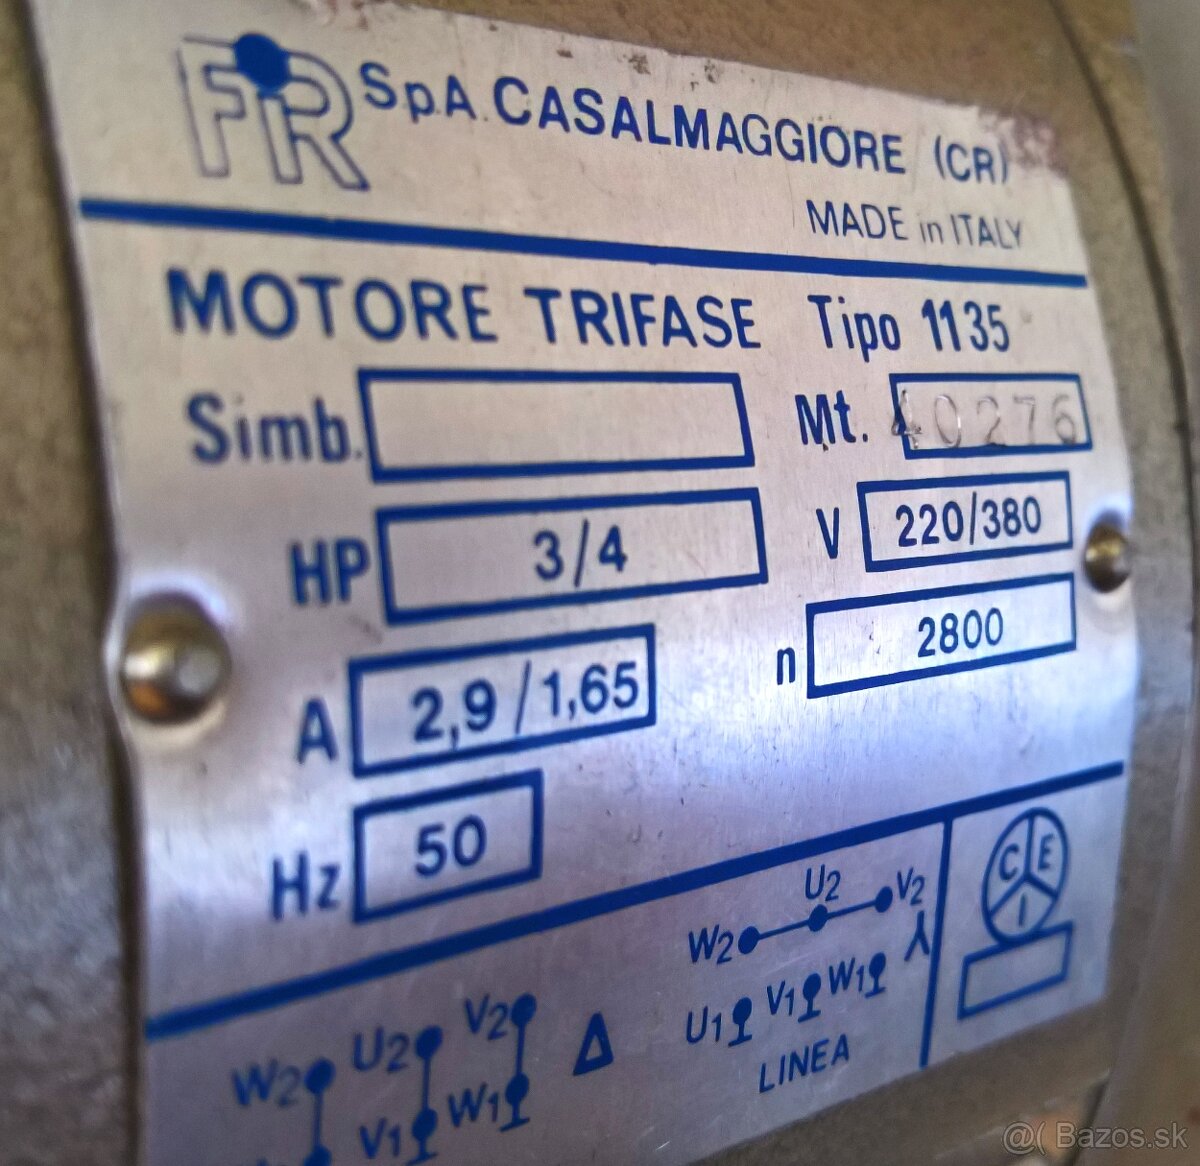 FIR SpA. CASALMAGGIORE (CR)
MADE in ITALY
MOTORE TRIFASE Tipo 1135
Simb. Mt. 40276
HP 3/4 V 220/380
A 2,9/1,65 n 2800
Hz 50
W2 U2 V2 λ
U1 V1 W1
LINEA
C E I
W2 U2 V2 Δ
V1 W1
@( Bazos.sk